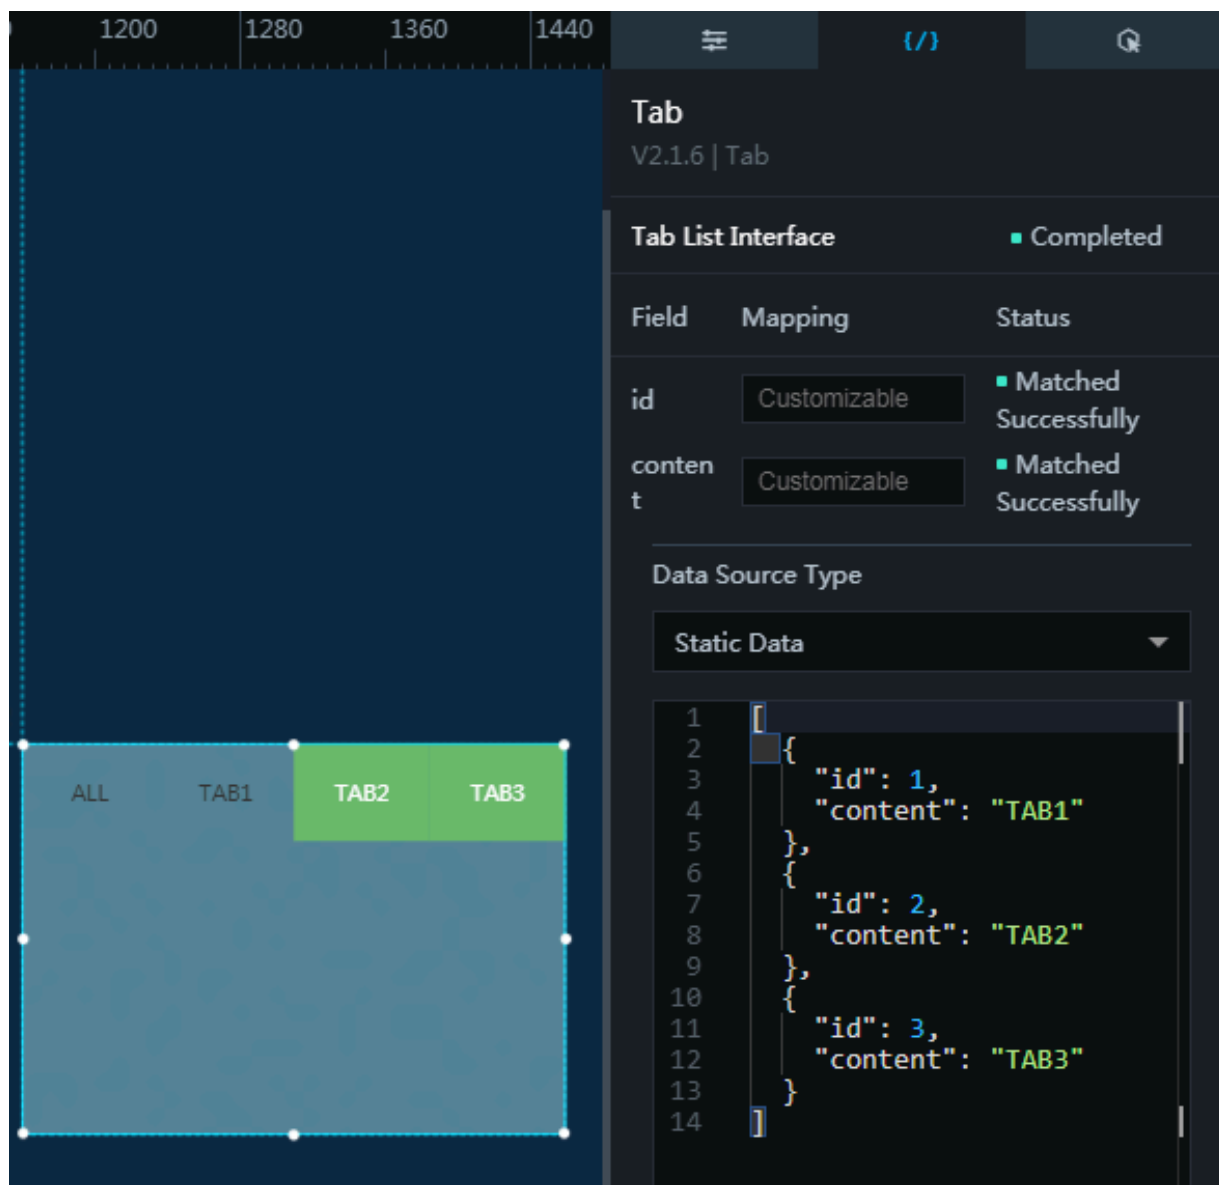 1200 1280 1360 1440
{/}
Tab
V2.1.6 | Tab
Tab List Interface Completed
Field Mapping Status
id Customizable Matched
Successfully
conten Customizable Matched
t Successfully
Data Source Type
Static Data
ALL TAB1 TAB2 TAB3
1 [
2 {
3 "id": 1,
4 "content": "TAB1"
5 },
6 {
7 "id": 2,
8 "content": "TAB2"
9 },
10 {
11 "id": 3,
12 "content": "TAB3"
13 }
14 ]